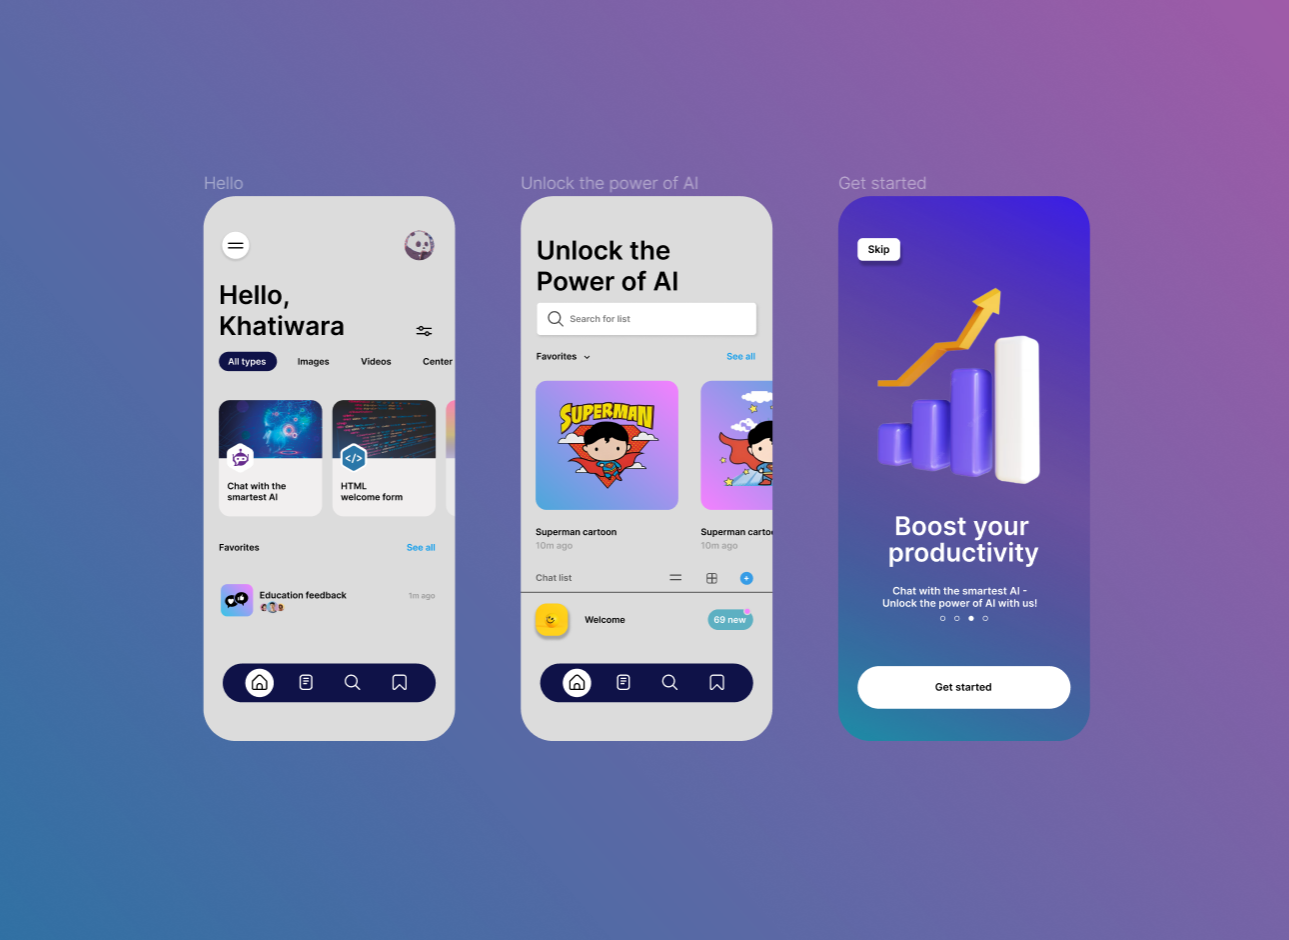 Hello
Hello,
Khatiwara
All types
Images
Videos
Center
Chat with the
smartest AI
HTML
welcome form
Favorites
See all
Education feedback
1m ago
Unlock the power of AI
Unlock the
Power of AI
Search for list
Favorites
See all
SUPERMAN
Superman cartoon
10m ago
Superman carto
10m ago
Chat list
Welcome
69 new
Get started
Skip
Boost your
productivity
Chat with the smartest AI -
Unlock the power of AI with us!
Get started